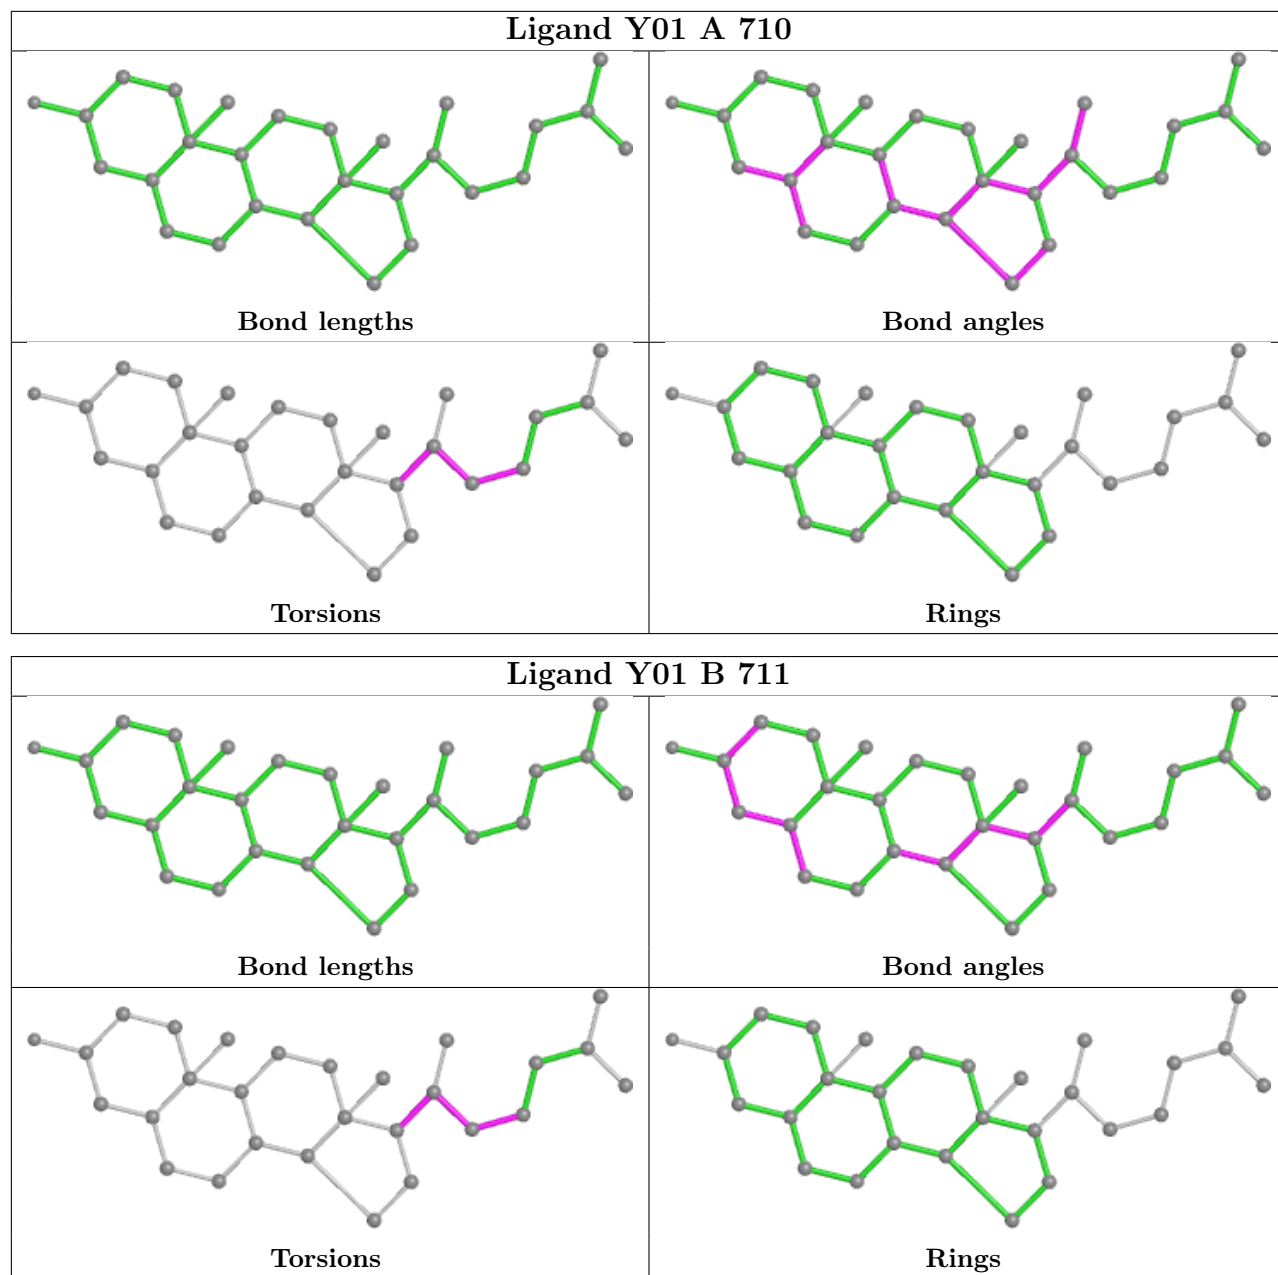 Ligand Y01 A 710
Bond lengths
Bond angles
Torsions
Rings
Ligand Y01 B 711
Bond lengths
Bond angles
Torsions
Rings